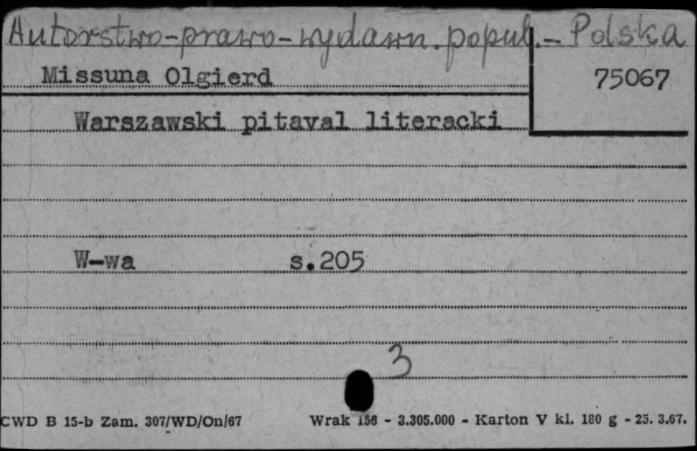 Autorstwo-prawo-wydawn. popul. - Polska
Missuna Olgierd
75067
Warszawski pitaval literacki
W-wa s.205
3
CWD B 15-b Zam. 307/WD/On/67 Wrak 156 - 3.305.000 - Karton V kl. 180 g - 25. 3.67.